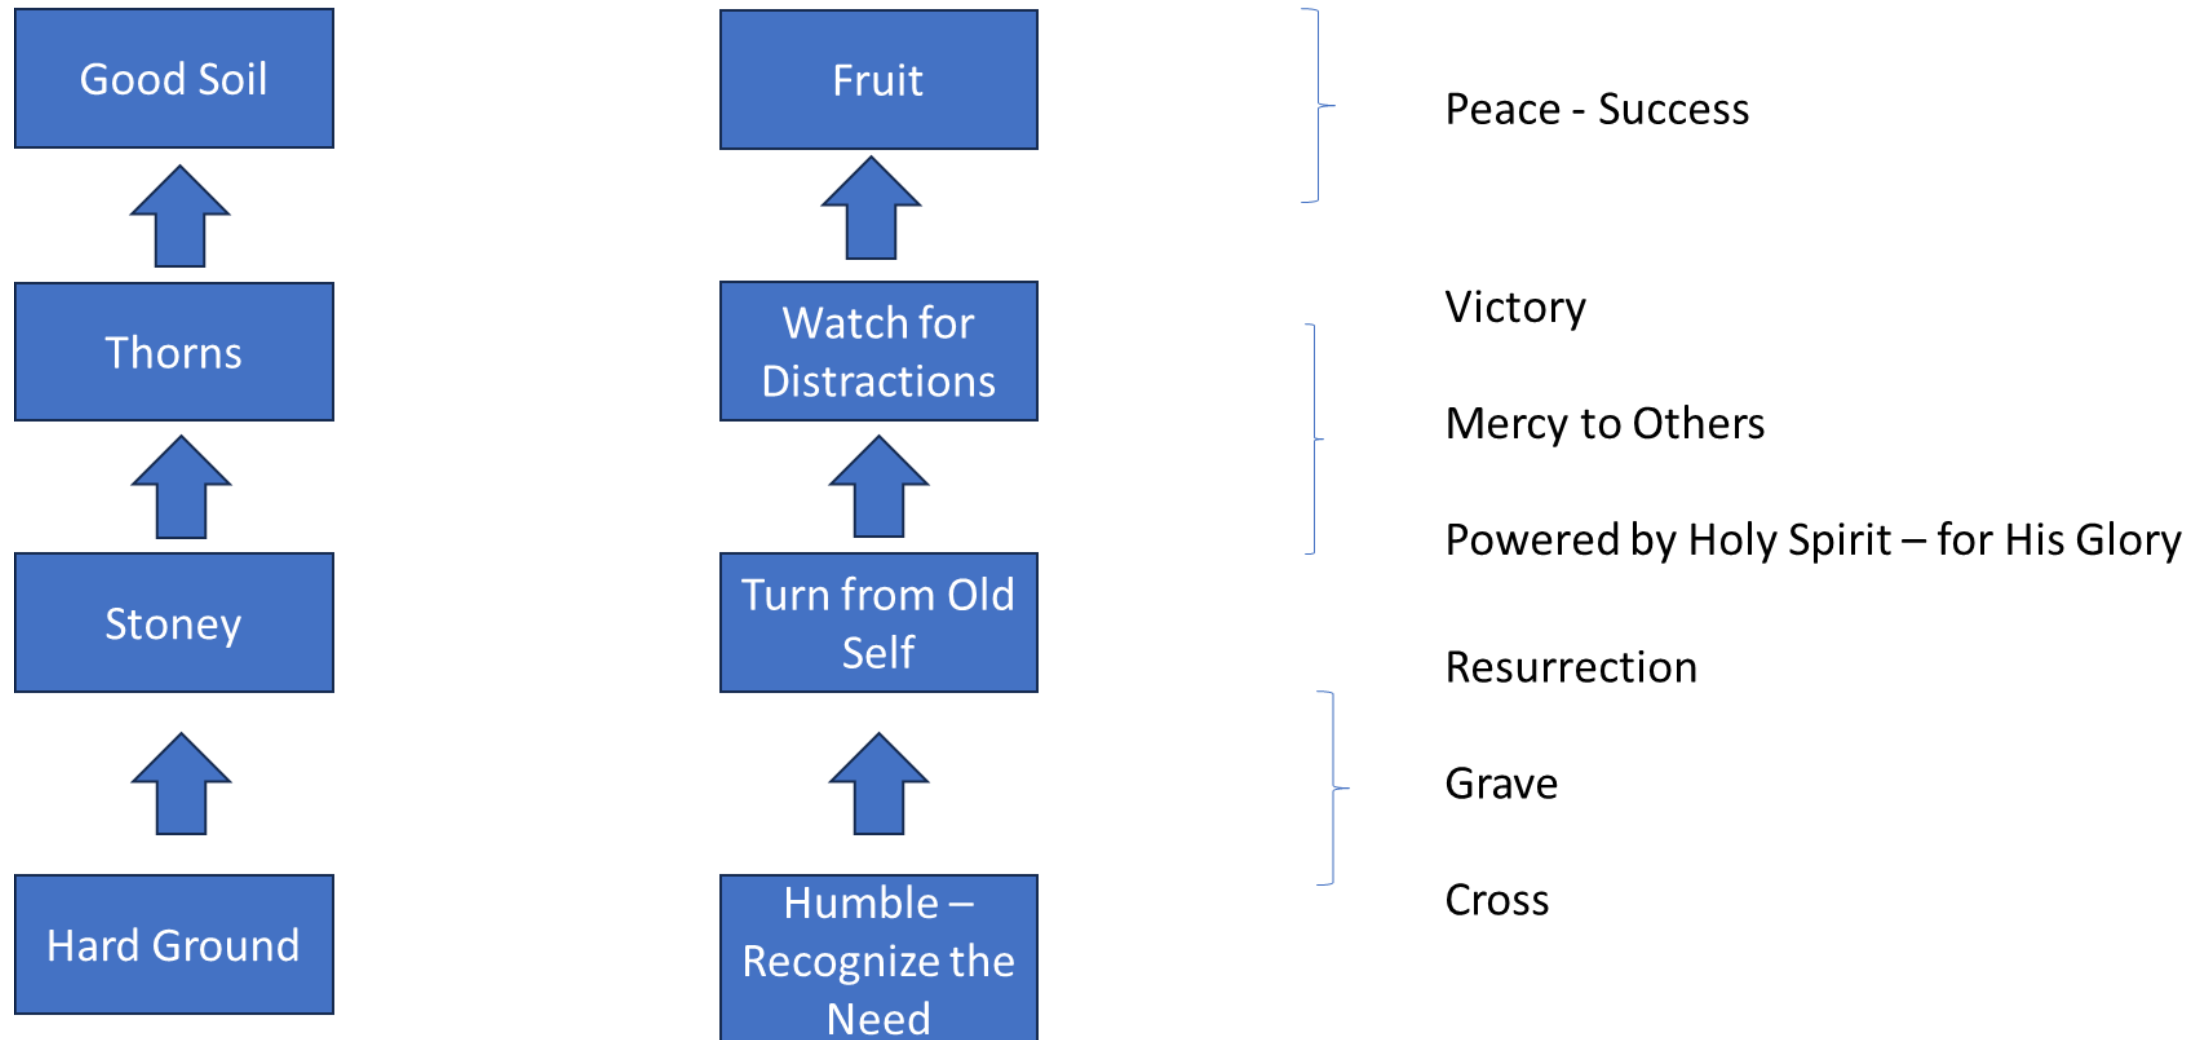 Good Soil
Thorns
Stoney
Hard Ground
Fruit
Watch for
Distractions
Turn from Old
Self
Humble –
Recognize the
Need
Peace - Success
Victory
Mercy to Others
Powered by Holy Spirit – for His Glory
Resurrection
Grave
Cross